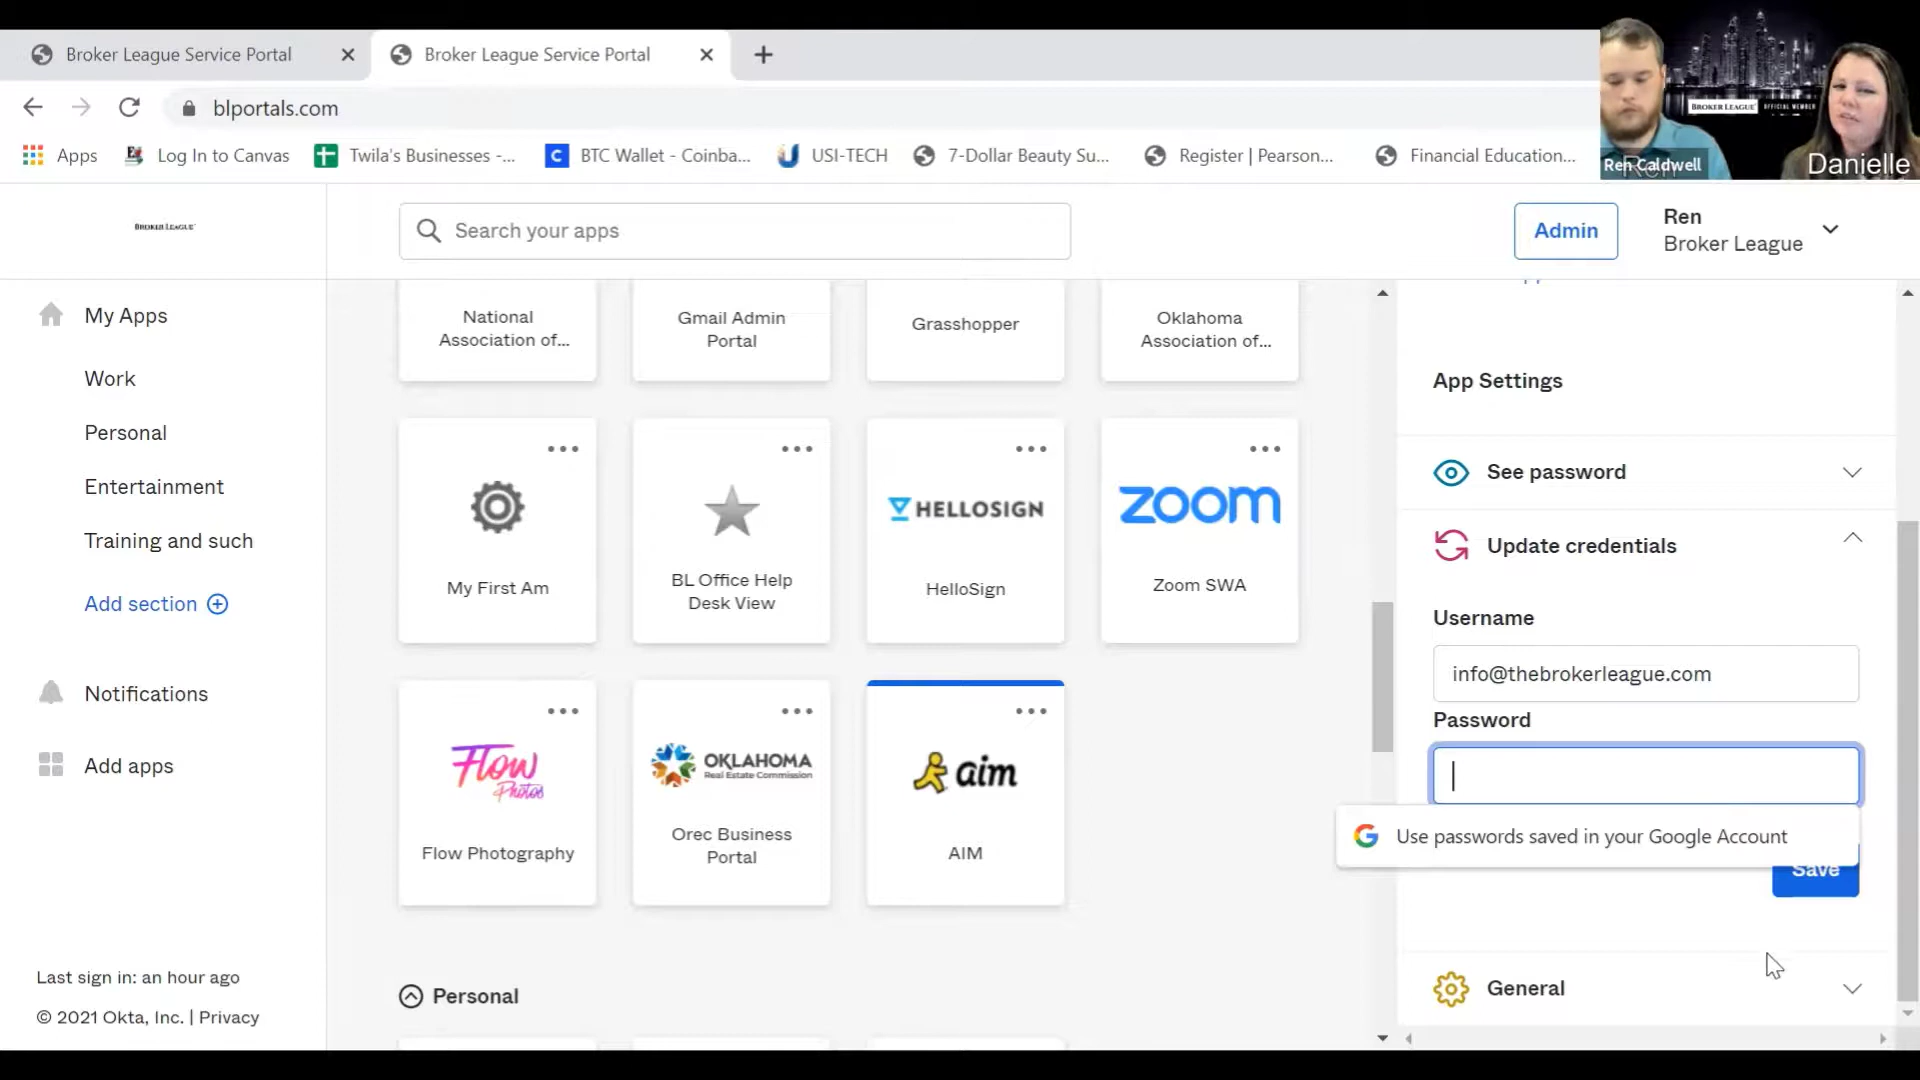 Broker League Service Portal
Broker League Service Portal
blportals.com
Apps
Log In to Canvas
Twila's Businesses -...
BTC Wallet - Coinba...
USI-TECH
7-Dollar Beauty Su...
Register | Pearson...
Financial Education...
BROKER LEAGUE
OFFICIAL MEMBER
Ren Caldwell
Danielle
BROKER LEAGUE
Search your apps
Admin
Ren
Broker League
My Apps
Work
Personal
Entertainment
Training and such
Add section
Notifications
Add apps
Last sign in: an hour ago
© 2021 Okta, Inc. | Privacy
National
Association of...
Gmail Admin
Portal
Grasshopper
Oklahoma
Association of...
My First Am
BL Office Help
Desk View
HELLOSIGN
HelloSign
zoom
Zoom SWA
Flow
Photos
Flow Photography
OKLAHOMA
Real Estate Commission
Orec Business
Portal
aim
AIM
Personal
App Settings
See password
Update credentials
Username
info@thebrokerleague.com
Password
Use passwords saved in your Google Account
Save
General